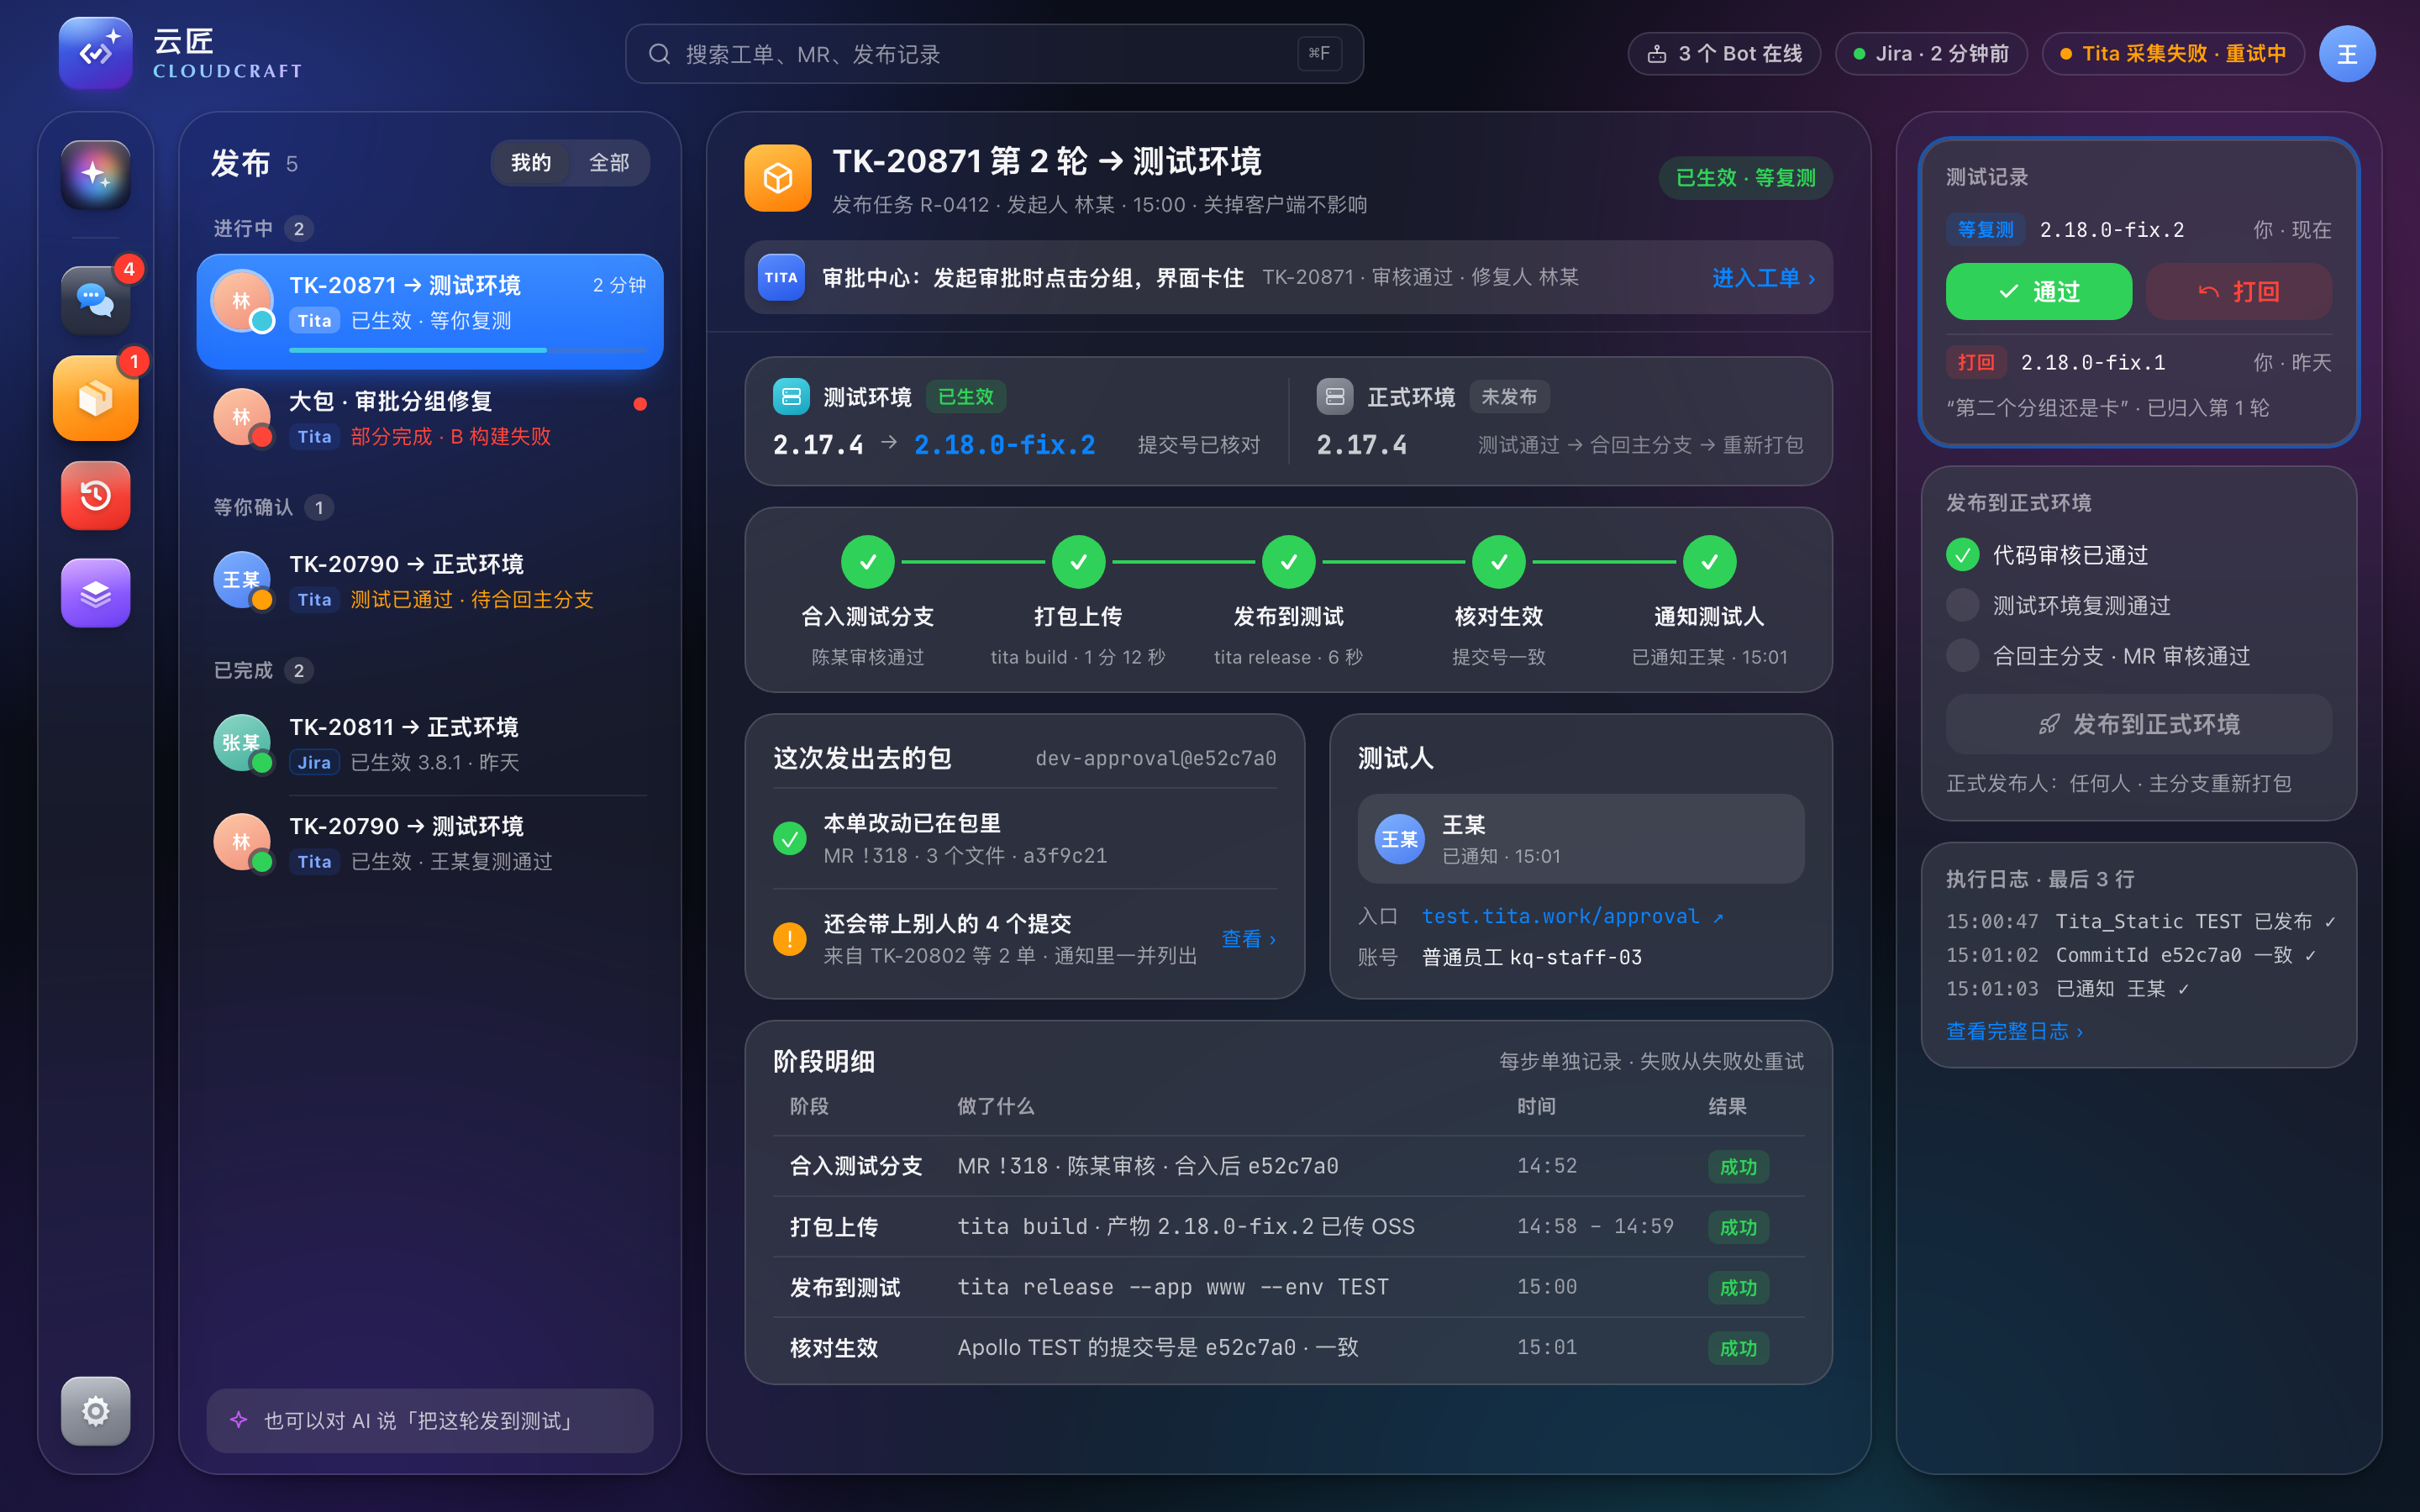 云匠
CLOUDCRAFT
搜索工单、MR、发布记录
⌘F
3 个 Bot 在线
Jira · 2 分钟前
Tita 采集失败 · 重试中
王
4
1
发布 5
我的
全部
进行中 2
林
TK-20871 → 测试环境
2 分钟
Tita 已生效 · 等你复测
林
大包 · 审批分组修复
Tita 部分完成 · B 构建失败
等你确认 1
王某
TK-20790 → 正式环境
Tita 测试已通过 · 待合回主分支
已完成 2
张某
TK-20811 → 正式环境
Jira 已生效 3.8.1 · 昨天
林
TK-20790 → 测试环境
Tita 已生效 · 王某复测通过
也可以对 AI 说「把这轮发到测试」
TK-20871 第 2 轮 → 测试环境
发布任务 R-0412 · 发起人 林某 · 15:00 · 关掉客户端不影响
已生效 · 等复测
TITA 审批中心：发起审批时点击分组，界面卡住 TK-20871 · 审核通过 · 修复人 林某 进入工单 ›
测试环境 已生效
2.17.4 → 2.18.0-fix.2 提交号已核对
正式环境 未发布
2.17.4 测试通过 → 合回主分支 → 重新打包
合入测试分支
陈某审核通过
打包上传
tita build · 1 分 12 秒
发布到测试
tita release · 6 秒
核对生效
提交号一致
通知测试人
已通知王某 · 15:01
这次发出去的包 dev-approval@e52c7a0
本单改动已在包里
MR !318 · 3 个文件 · a3f9c21
还会带上别人的 4 个提交
来自 TK-20802 等 2 单 · 通知里一并列出
查看 ›
测试人
王某
王某
已通知 · 15:01
入口 test.tita.work/approval ↗
账号 普通员工 kq-staff-03
阶段明细 每步单独记录 · 失败从失败处重试
阶段 做了什么 时间 结果
合入测试分支 MR !318 · 陈某审核 · 合入后 e52c7a0 14:52 成功
打包上传 tita build · 产物 2.18.0-fix.2 已传 OSS 14:58 – 14:59 成功
发布到测试 tita release --app www --env TEST 15:00 成功
核对生效 Apollo TEST 的提交号是 e52c7a0 · 一致 15:01 成功
测试记录
等复测 2.18.0-fix.2 你 · 现在
通过
打回
打回 2.18.0-fix.1 你 · 昨天
“第二个分组还是卡” · 已归入第 1 轮
发布到正式环境
代码审核已通过
测试环境复测通过
合回主分支 · MR 审核通过
发布到正式环境
正式发布人：任何人 · 主分支重新打包
执行日志 · 最后 3 行
15:00:47 Tita_Static TEST 已发布 ✓
15:01:02 CommitId e52c7a0 一致 ✓
15:01:03 已通知 王某 ✓
查看完整日志 ›